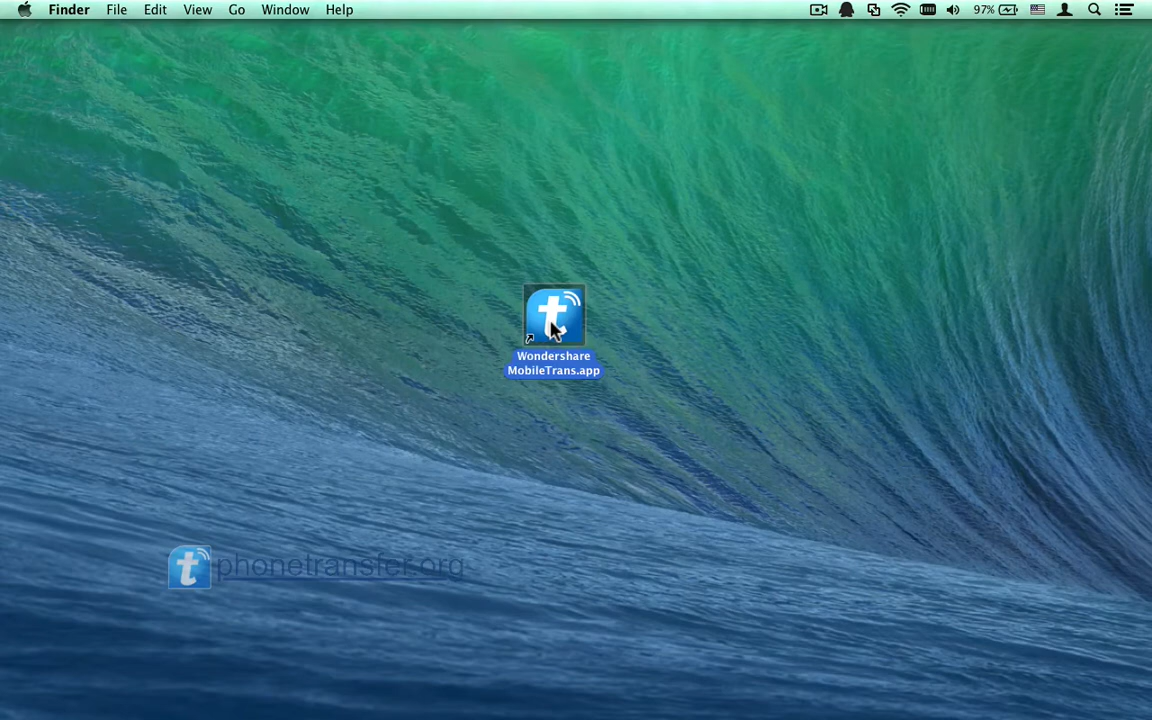 Finder File Edit View Go Window Help 97%
Wondershare
MobileTrans.app
phonetransfer.org